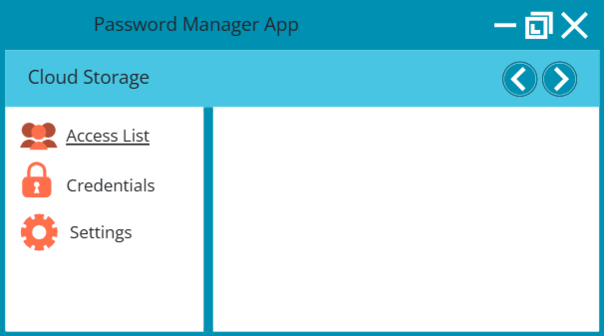 Password Manager App
Cloud Storage
Access List
Credentials
Settings